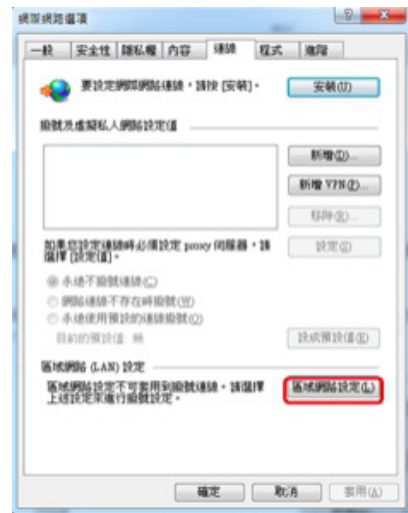 網際網路選項
一般 安全性 隱私權 內容 連線 程式 進階
要設定網際網路連線，請按 [安裝]。
安裝(U)
撥號及虛擬私人網路設定值
新增(D)...
新增 VPN(P)...
移除(R)...
如果您設定連線時必須設定 proxy 伺服器，請
選擇 [設定值]。
設定(S)
永遠不撥號連線(C)
網路連線不存在時撥號(W)
永遠使用預設的連線撥號(O)
目前的預設值: 無
設成預設值(E)
區域網路 (LAN) 設定
區域網路設定不可套用到撥號連線。請選擇
上述設定來進行撥號設定。
區域網路設定(L)
確定 取消 套用(A)